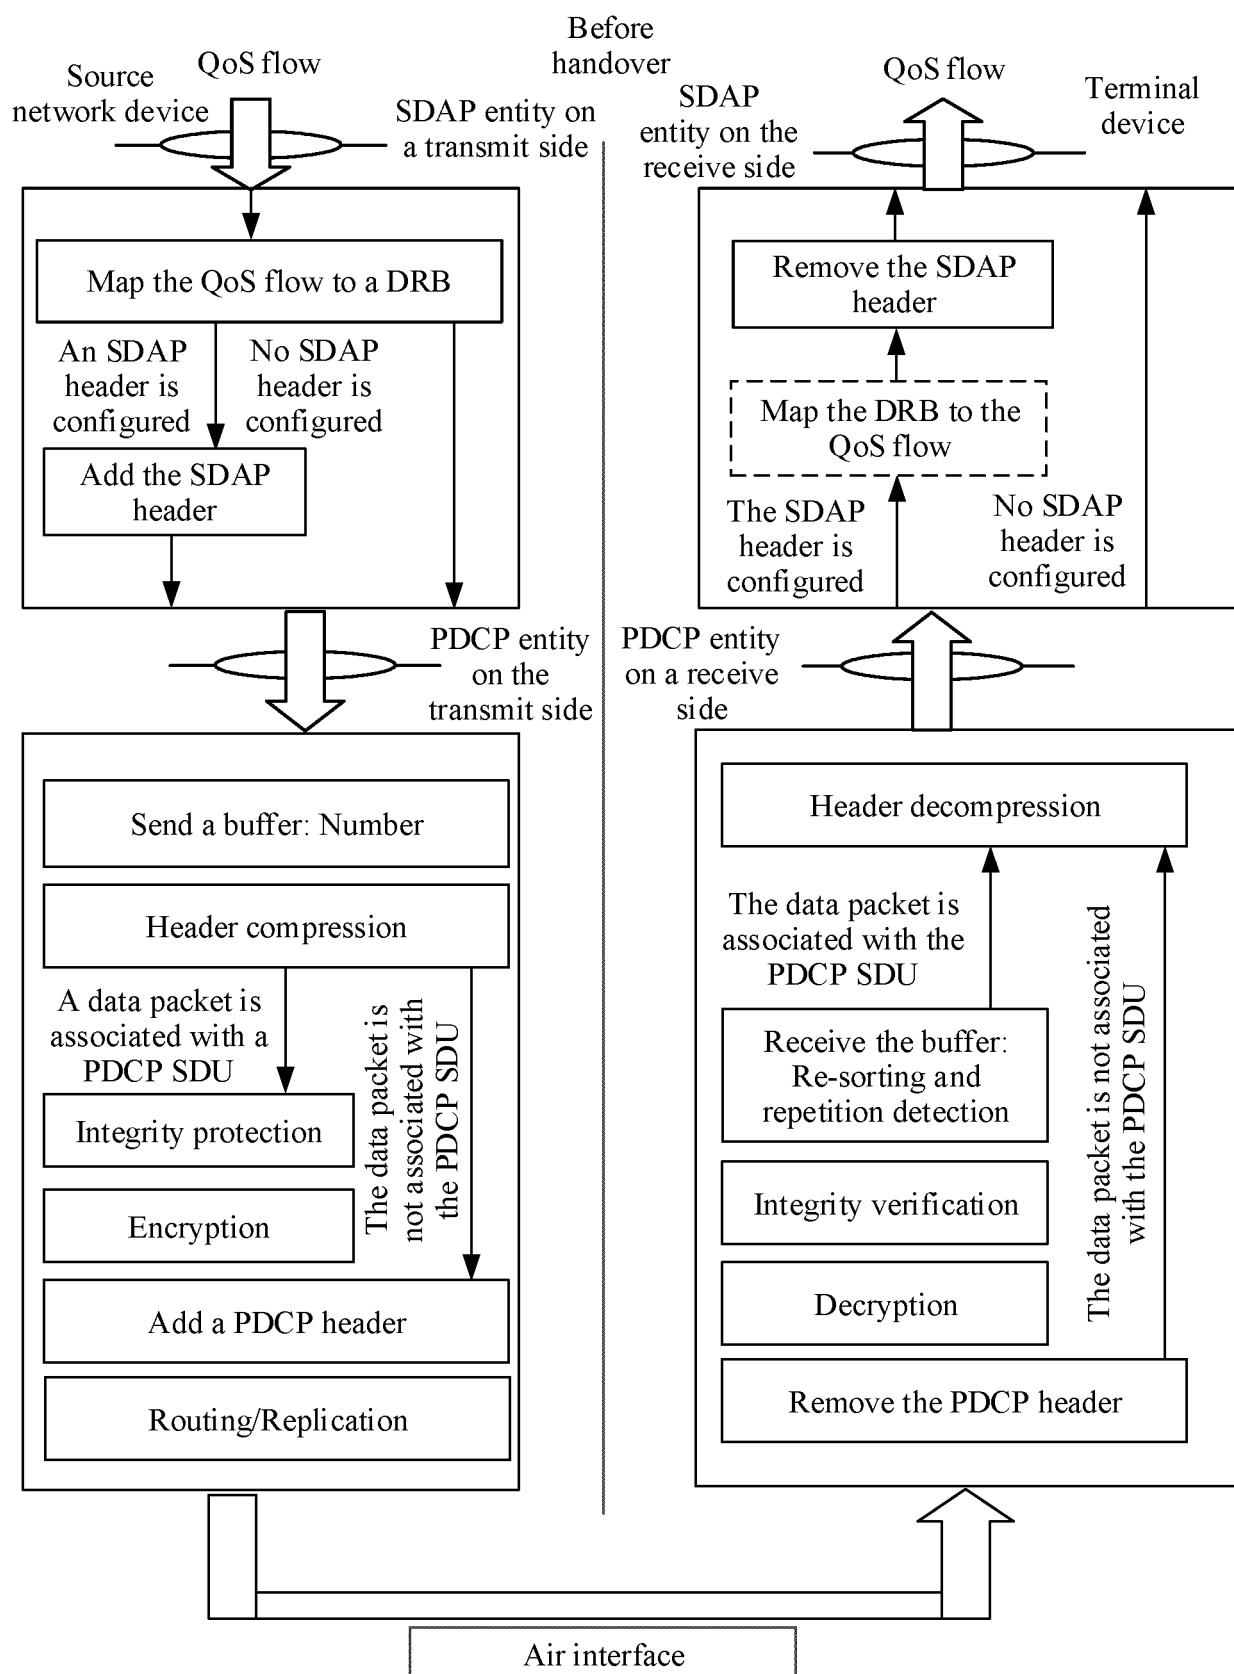 Before
handover
Source
network device
QoS flow
SDAP entity on
a transmit side
Map the QoS flow to a DRB
An SDAP
header is
configured
No SDAP
header is
configured
Add the SDAP
header
PDCP entity
on the
transmit side
Send a buffer: Number
Header compression
A data packet is
associated with a
PDCP SDU
The data packet is
not associated with
the PDCP SDU
Integrity protection
Encryption
Add a PDCP header
Routing/Replication
SDAP
entity on the
receive side
QoS flow
Terminal
device
Remove the SDAP
header
Map the DRB to the
QoS flow
The SDAP
header is
configured
No SDAP
header is
configured
PDCP entity
on a receive
side
Header decompression
The data packet is
associated with the
PDCP SDU
The data packet is not associated
with the PDCP SDU
Receive the buffer:
Re-sorting and
repetition detection
Integrity verification
Decryption
Remove the PDCP header
Air interface